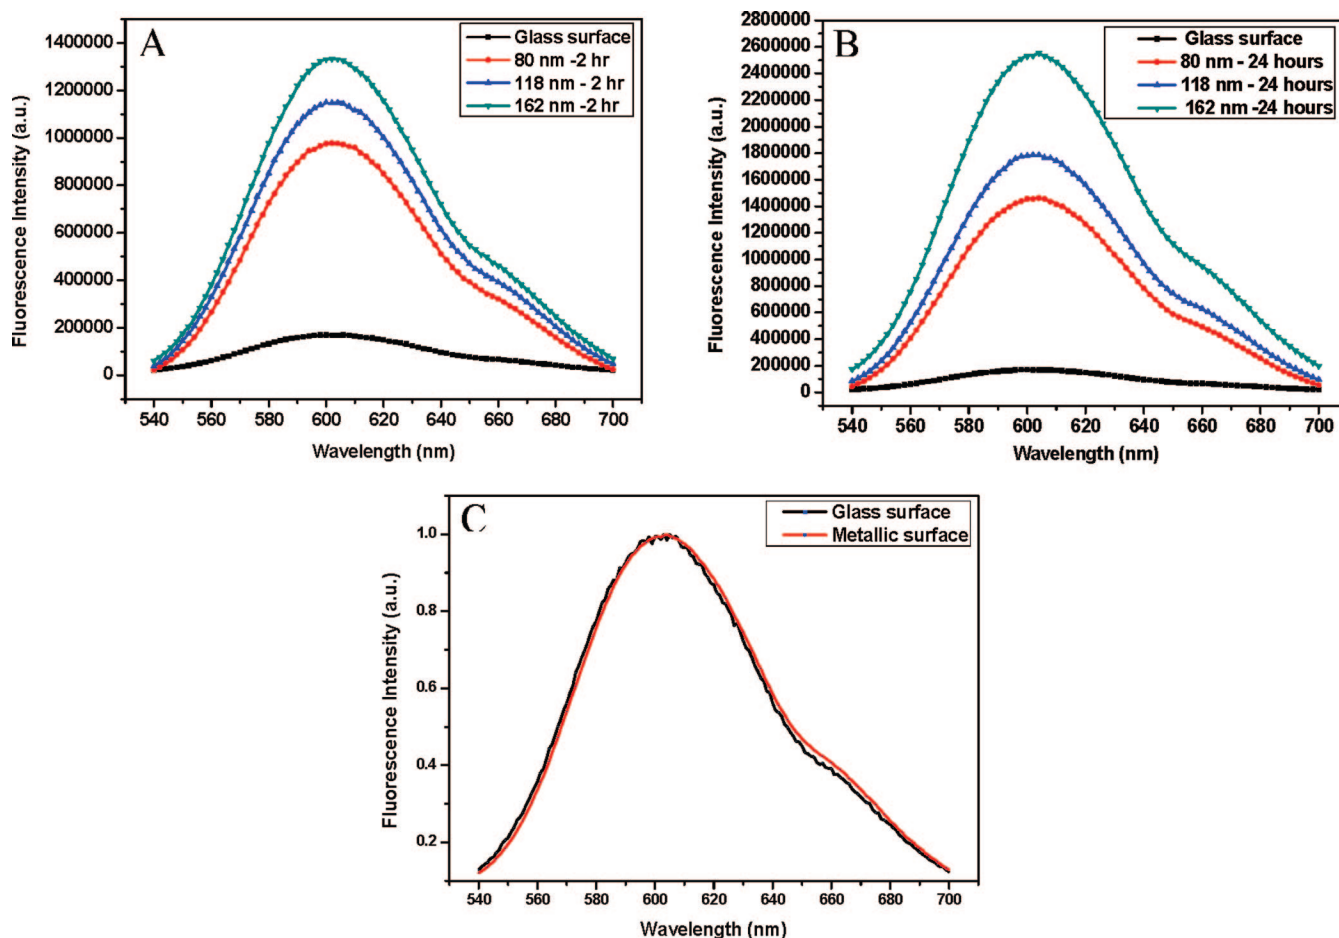 A
Glass surface
80 nm -2 hr
118 nm -2 hr
162 nm -2 hr
1400000
1200000
1000000
800000
600000
400000
200000
0
Fluorescence Intensity (a.u.)
540 560 580 600 620 640 660 680 700
Wavelength (nm)
B
Glass surface
80 nm - 24 hours
118 nm - 24 hours
162 nm -24 hours
2800000
2600000
2400000
2200000
2000000
1800000
1600000
1400000
1200000
1000000
800000
600000
400000
200000
0
Fluorescence Intensity (a.u.)
540 560 580 600 620 640 660 680 700
Wavelength (nm)
C
Glass surface
Metallic surface
1.0
0.8
0.6
0.4
0.2
Fluorescence Intensity (a.u.)
540 560 580 600 620 640 660 680 700
Wavelength (nm)